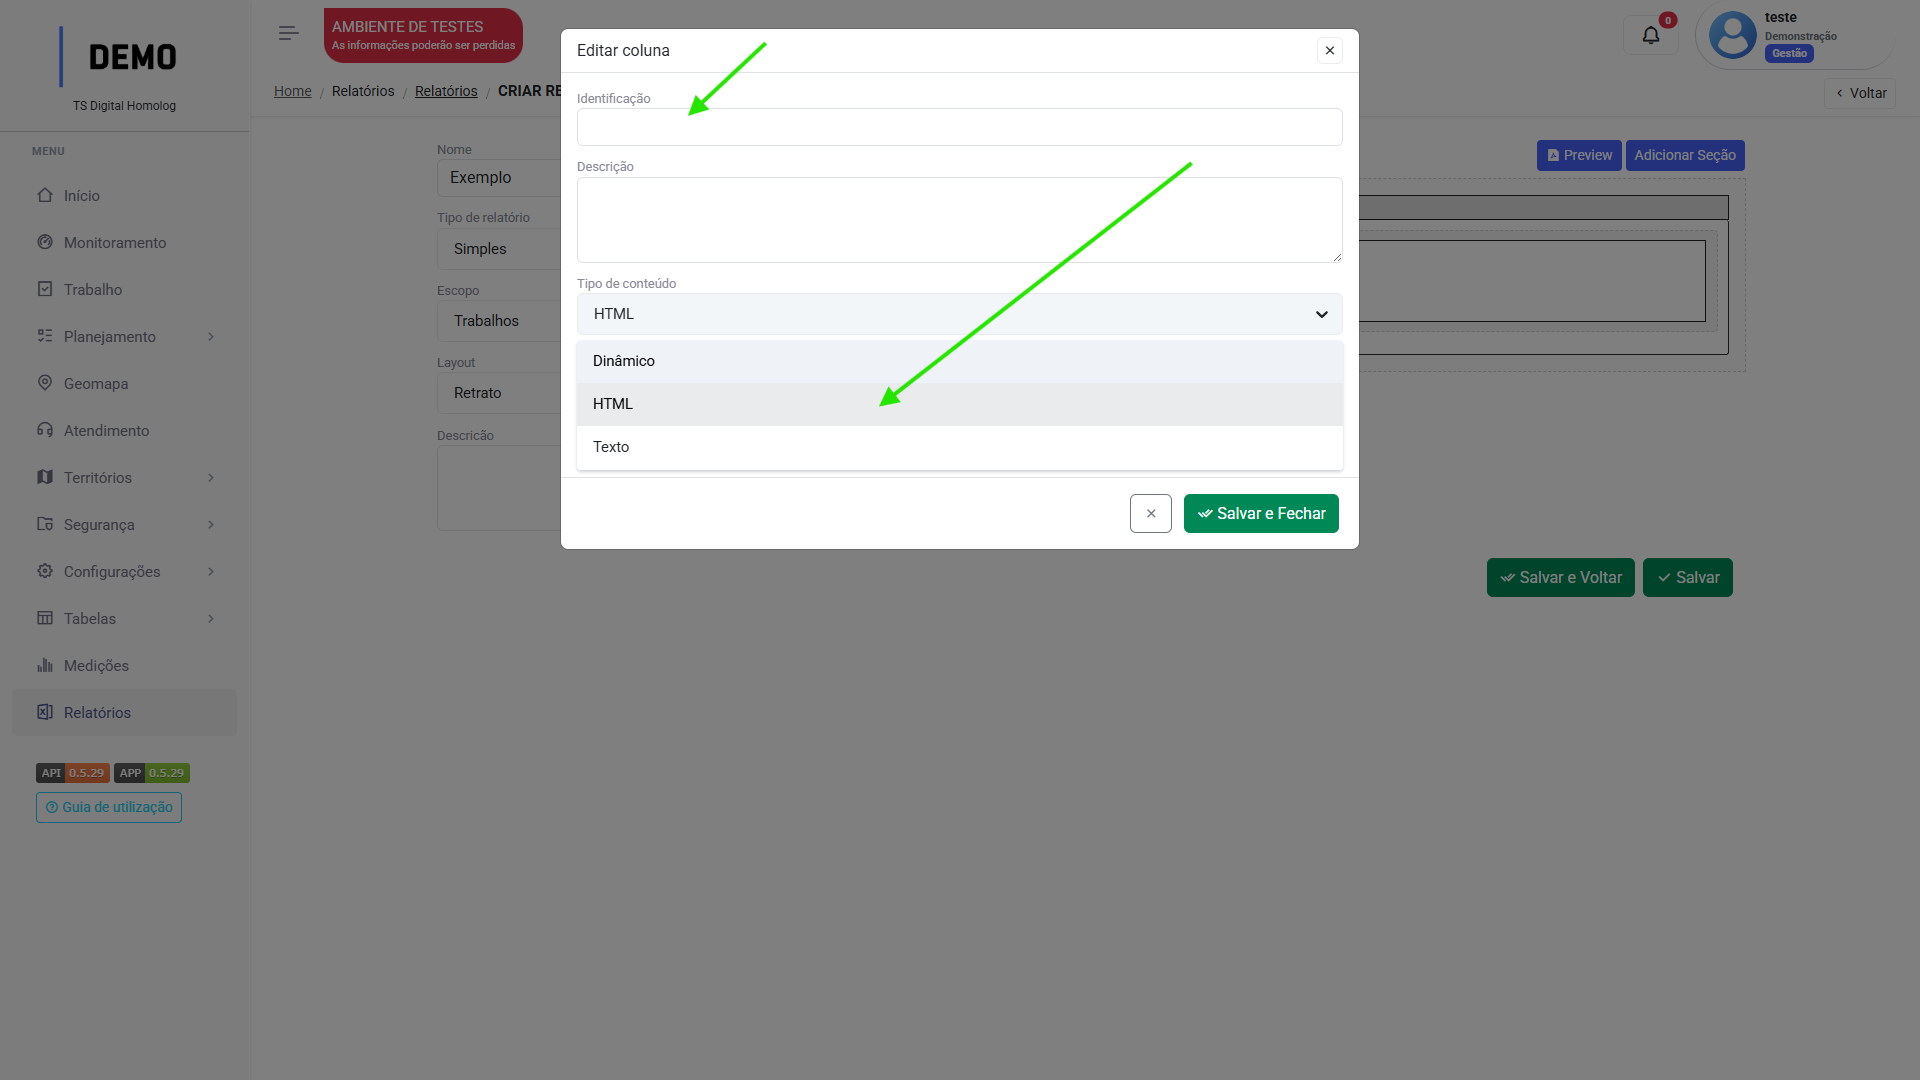 DEMO
TS Digital Homolog
MENU
Início
Monitoramento
Trabalho
Planejamento
Geomapa
Atendimento
Territórios
Segurança
Configurações
Tabelas
Medições
Relatórios
API 0.5.29 APP 0.5.29
Guia de utilização
AMBIENTE DE TESTES
As informações poderão ser perdidas
0
teste
Demonstração
Gestão
Home / Relatórios / Relatórios / CRIAR RE
Voltar
Nome
Exemplo
Tipo de relatório
Simples
Escopo
Trabalhos
Layout
Retrato
Descricão
Preview
Adicionar Seção
Salvar e Voltar
Salvar
Editar coluna
Identificação
Descrição
Tipo de conteúdo
HTML
Dinâmico
HTML
Texto
Salvar e Fechar